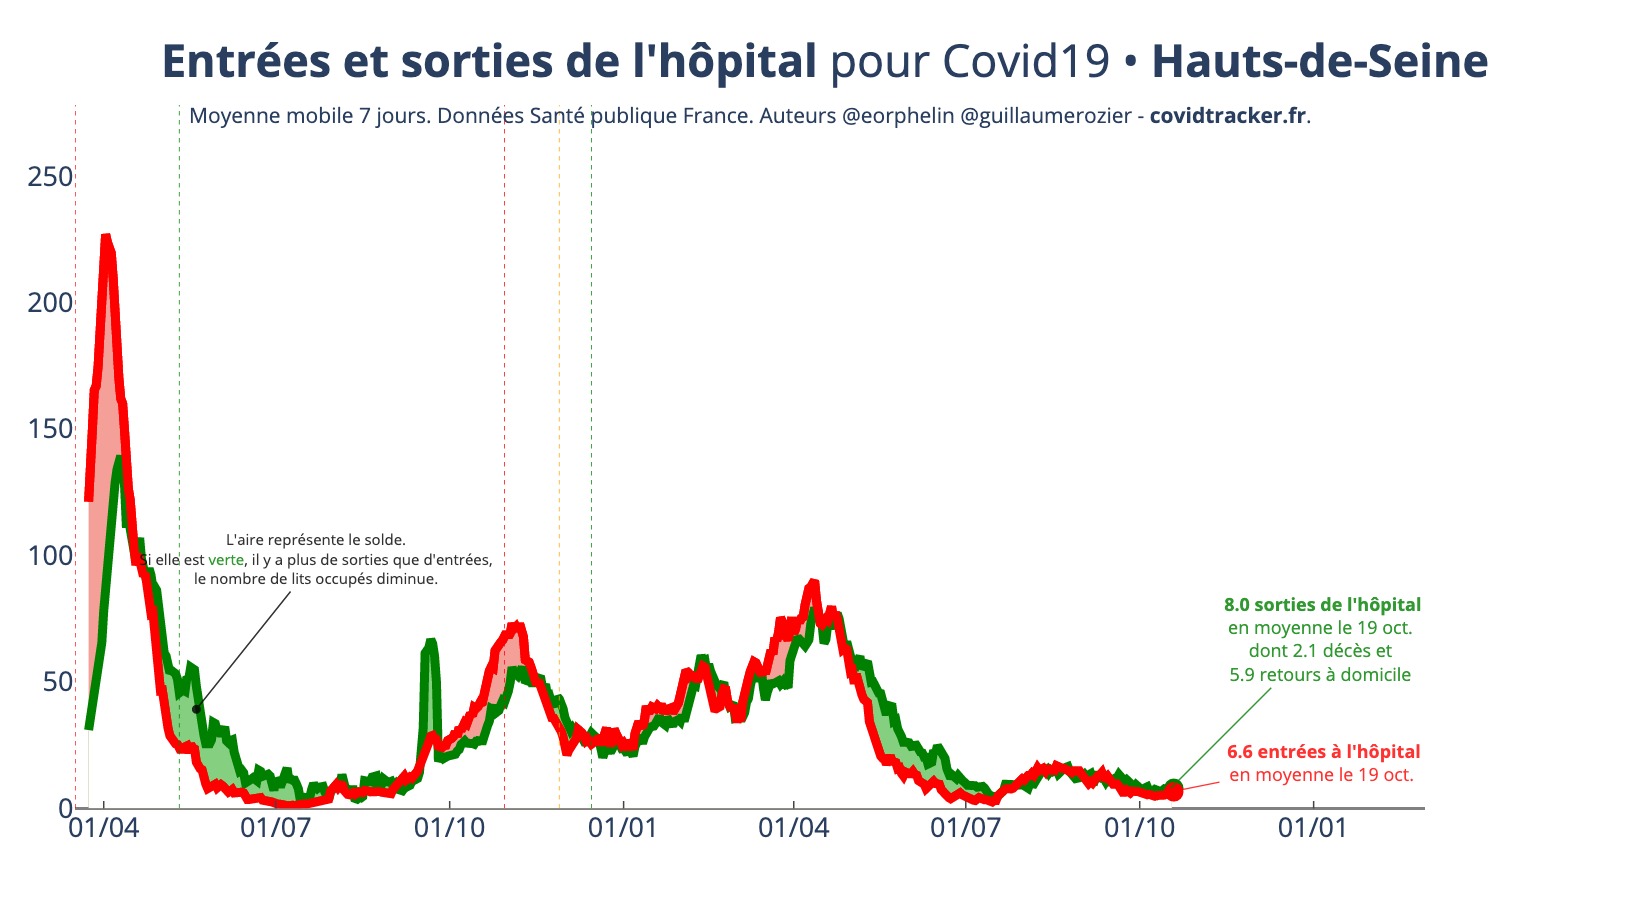 Entrées et sorties de l'hôpital pour Covid19 • Hauts-de-Seine
Moyenne mobile 7 jours. Données Santé publique France. Auteurs @eorphelin @guillaumerozier - covidtracker.fr.
250
200
150
100
50
0
L'aire représente le solde.
Si elle est verte, il y a plus de sorties que d'entrées,
le nombre de lits occupés diminue.
8.0 sorties de l'hôpital
en moyenne le 19 oct.
dont 2.1 décès et
5.9 retours à domicile
6.6 entrées à l'hôpital
en moyenne le 19 oct.
01/04 01/07 01/10 01/01 01/04 01/07 01/10 01/01